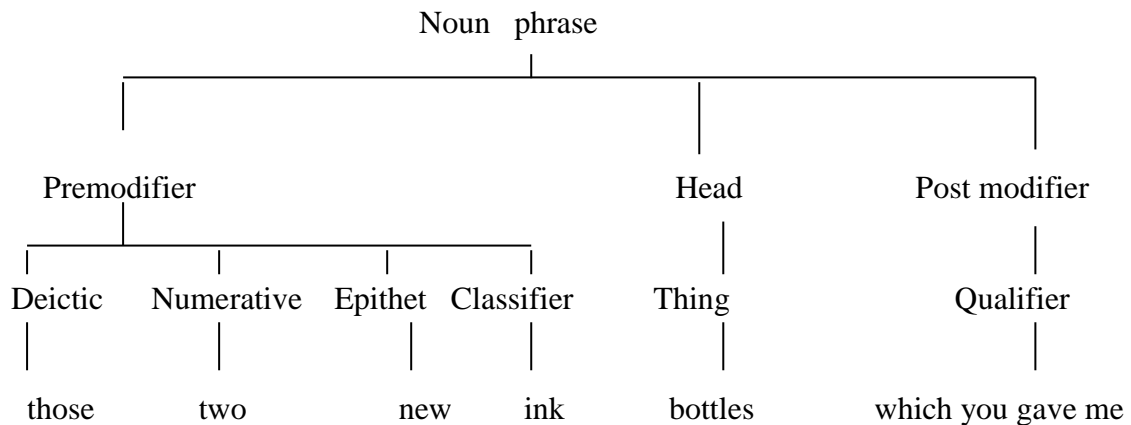 Noun phrase
Premodifier Head Post modifier
Deictic Numerative Epithet Classifier Thing Qualifier
those two new ink bottles which you gave me